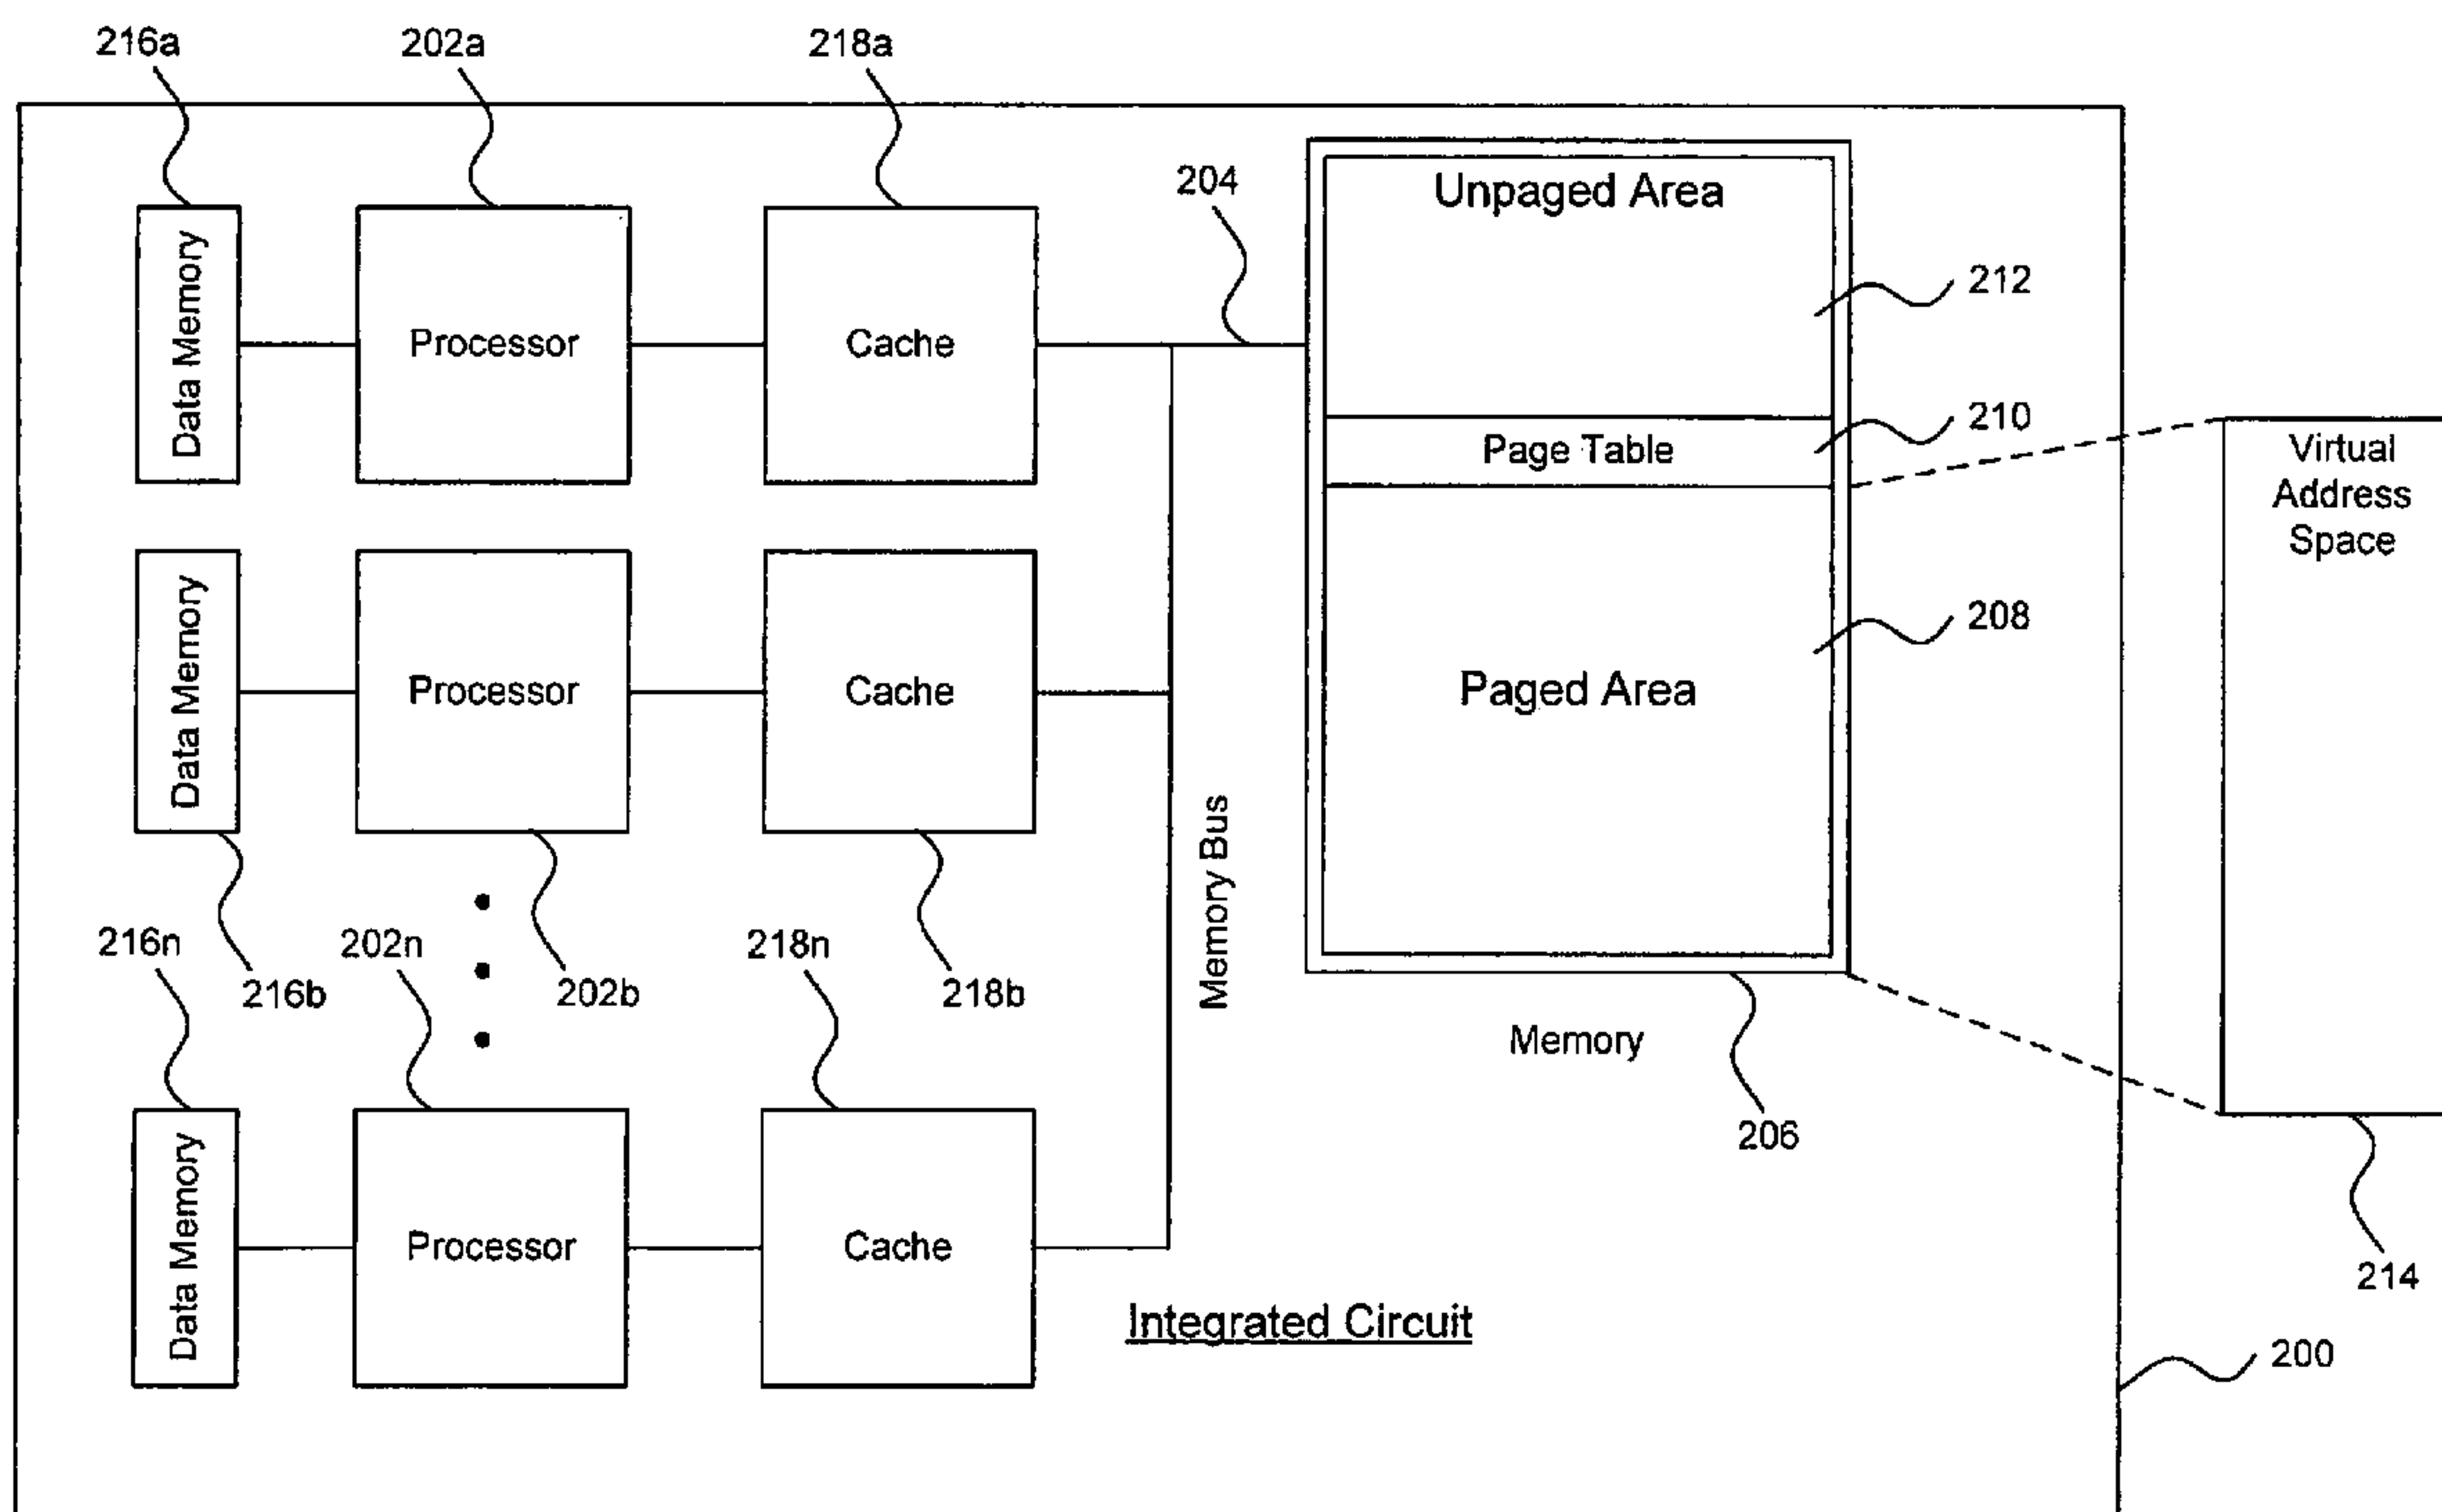 216a
202a
218a
204
Unpaged Area
212
Data Memory
Processor
Cache
210
Page Table
Virtual
Address
Space
208
Data Memory
Processor
Cache
Paged Area
Memory Bus
216n
202n
218n
216b
202b
218b
Memory
206
Data Memory
Processor
Cache
214
Integrated Circuit
200